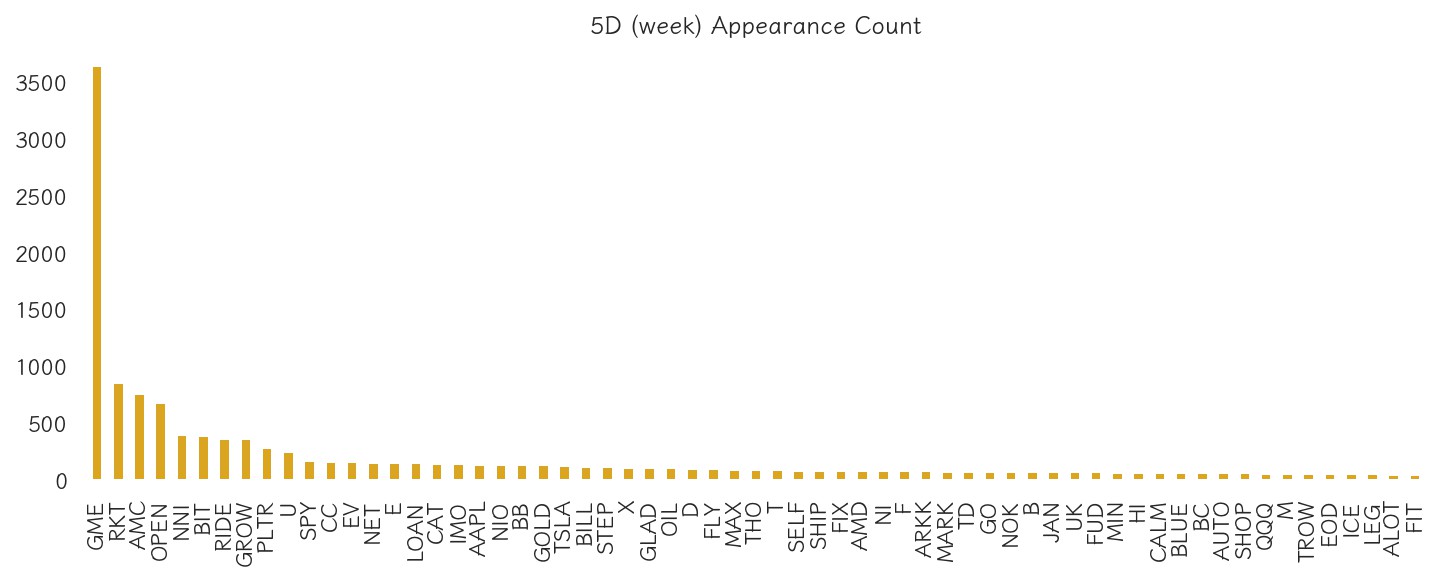 5D (week) Appearance Count
3500
3000
2500
2000
1500
1000
500
0
GME
RKT
AMC
OPEN
NNI
BIT
RIDE
GROW
PLTR
U
SPY
CC
EV
NET
E
LOAN
CAT
IMO
AAPL
NIO
BB
GOLD
TSLA
BILL
STEP
X
GLAD
OIL
D
FLY
MAX
THO
T
SELF
SHIP
FIX
AMD
NI
F
ARKK
MARK
TD
GO
NOK
B
JAN
UK
FUD
MIN
HI
CALM
BLUE
BC
AUTO
SHOP
QQQ
M
TROW
EOD
ICE
LEG
ALOT
FIT